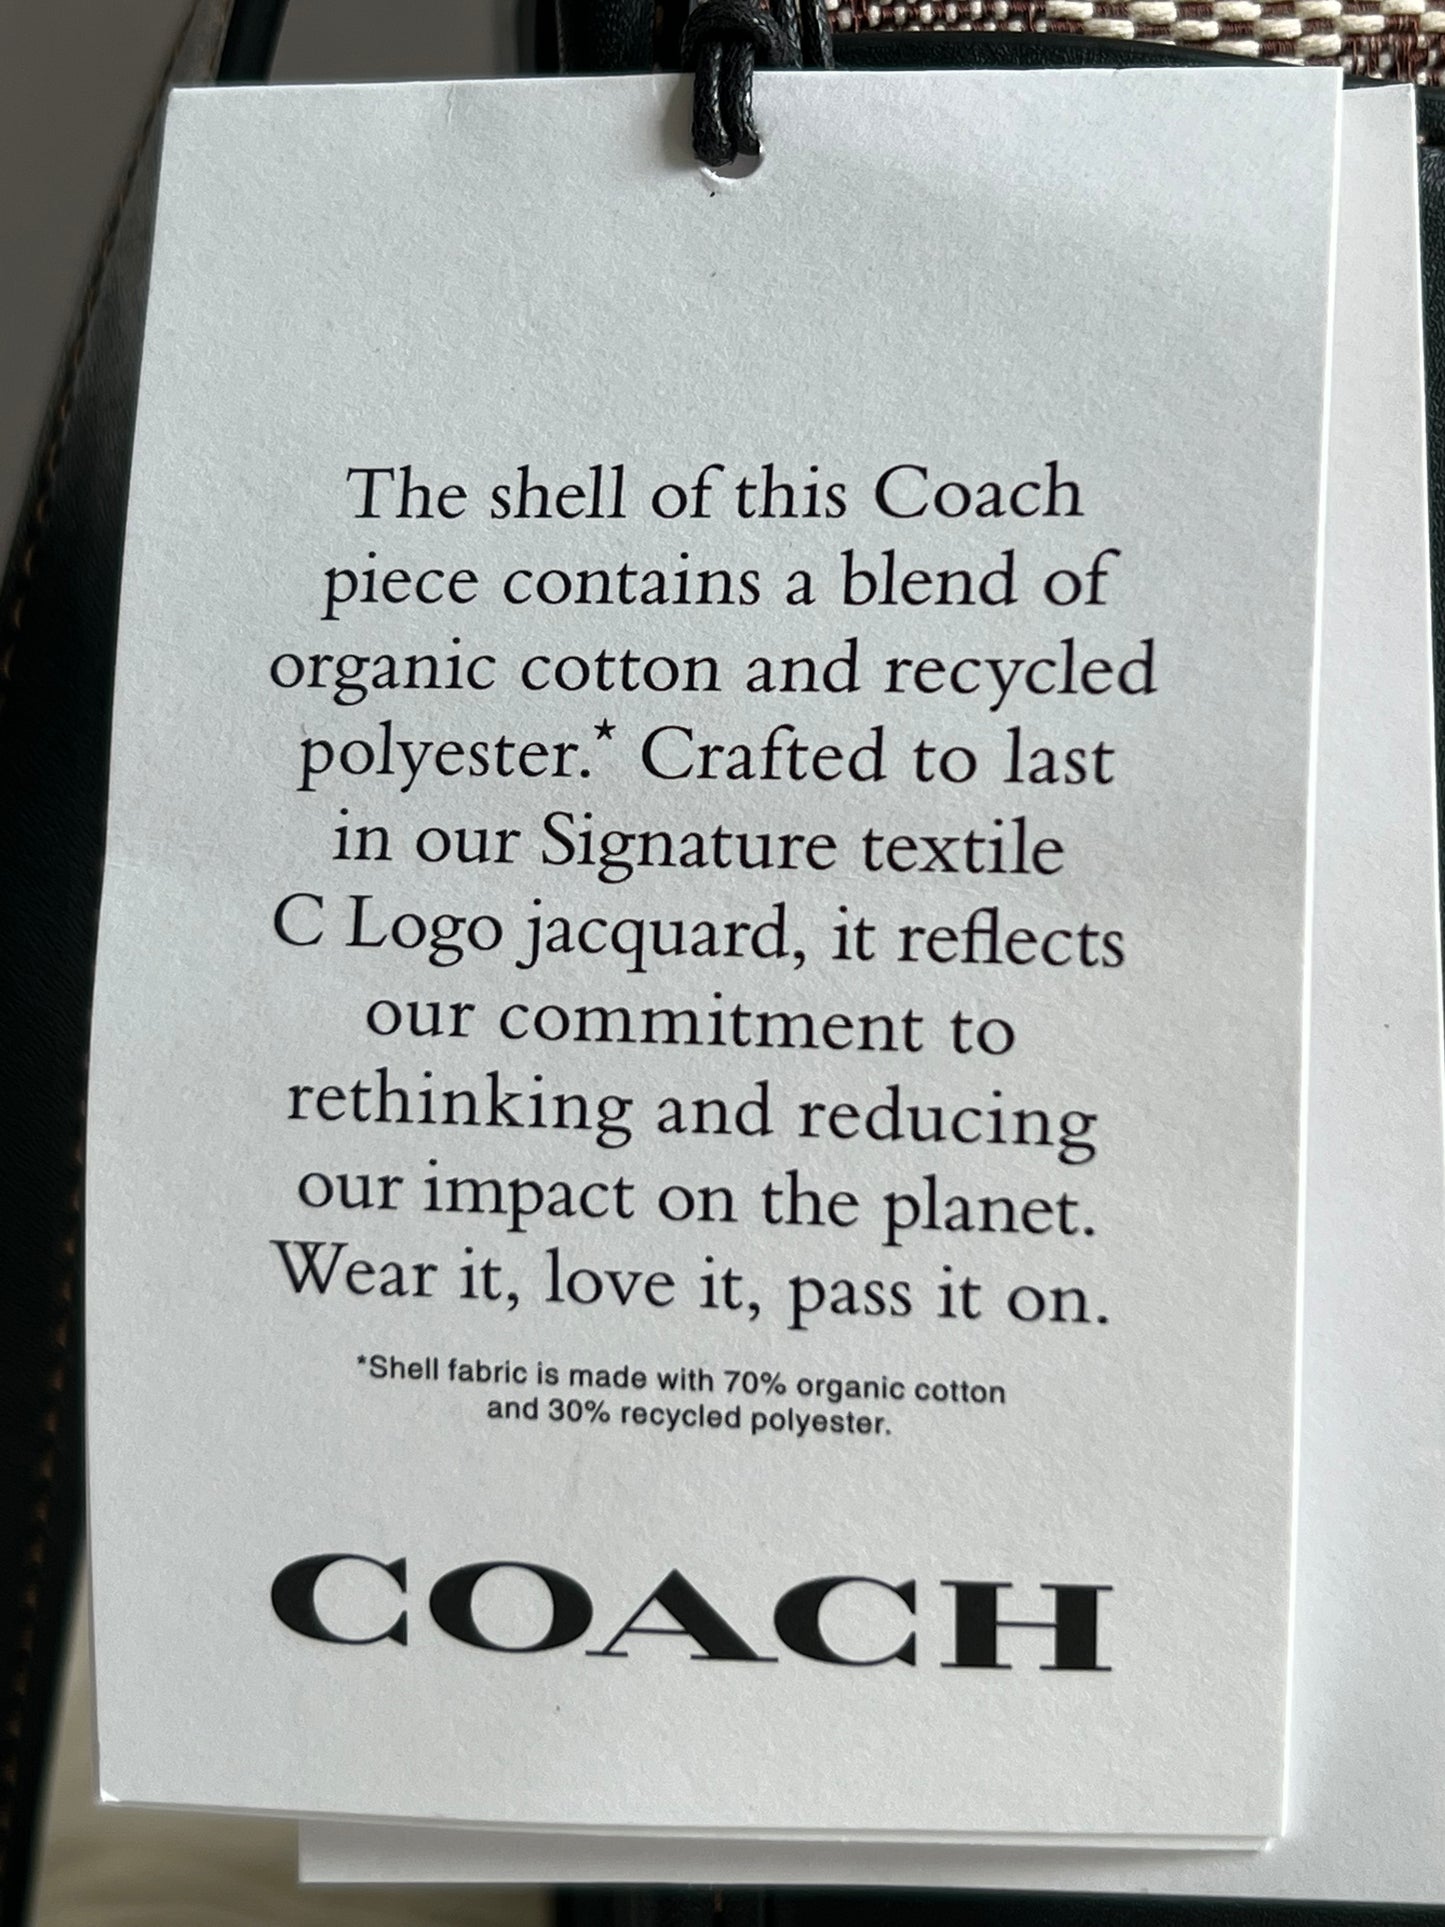 The shell of this Coach
piece contains a blend of
organic cotton and recycled
polyester.* Crafted to last
in our Signature textile
C Logo jacquard, it reflects
our commitment to
rethinking and reducing
our impact on the planet.
Wear it, love it, pass it on.
*Shell fabric is made with 70% organic cotton
and 30% recycled polyester.
COACH